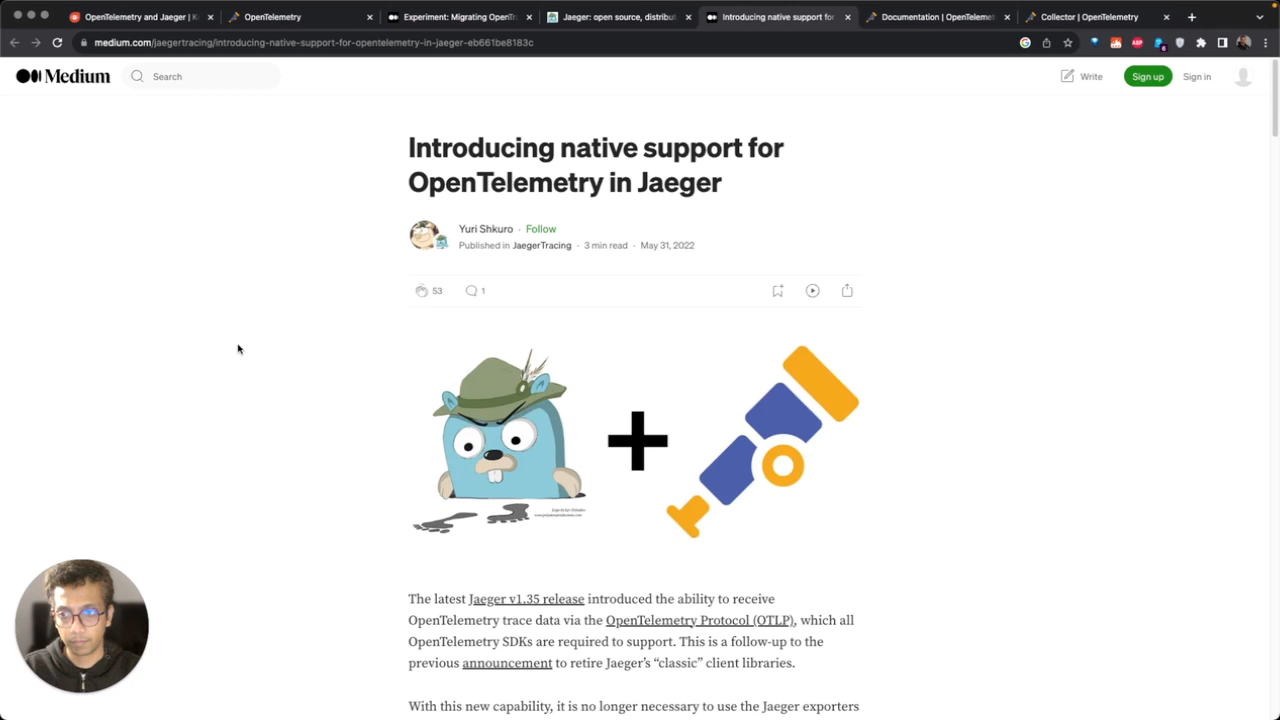 OpenTelemetry and Jaeger | K
OpenTelemetry
Experiment: Migrating OpenTr
Jaeger: open source, distribut
Introducing native support for
Documentation | OpenTelemet
Collector | OpenTelemetry
medium.com/jaegertracing/introducing-native-support-for-opentelemetry-in-jaeger-eb661be8183c
ABP
6
Medium
Search
Write
Sign up
Sign in
Introducing native support for
OpenTelemetry in Jaeger
Yuri Shkuro · Follow
Published in JaegerTracing · 3 min read · May 31, 2022
53
1
The latest Jaeger v1.35 release introduced the ability to receive
OpenTelemetry trace data via the OpenTelemetry Protocol (OTLP), which all
OpenTelemetry SDKs are required to support. This is a follow-up to the
previous announcement to retire Jaeger’s “classic” client libraries.
With this new capability, it is no longer necessary to use the Jaeger exporters